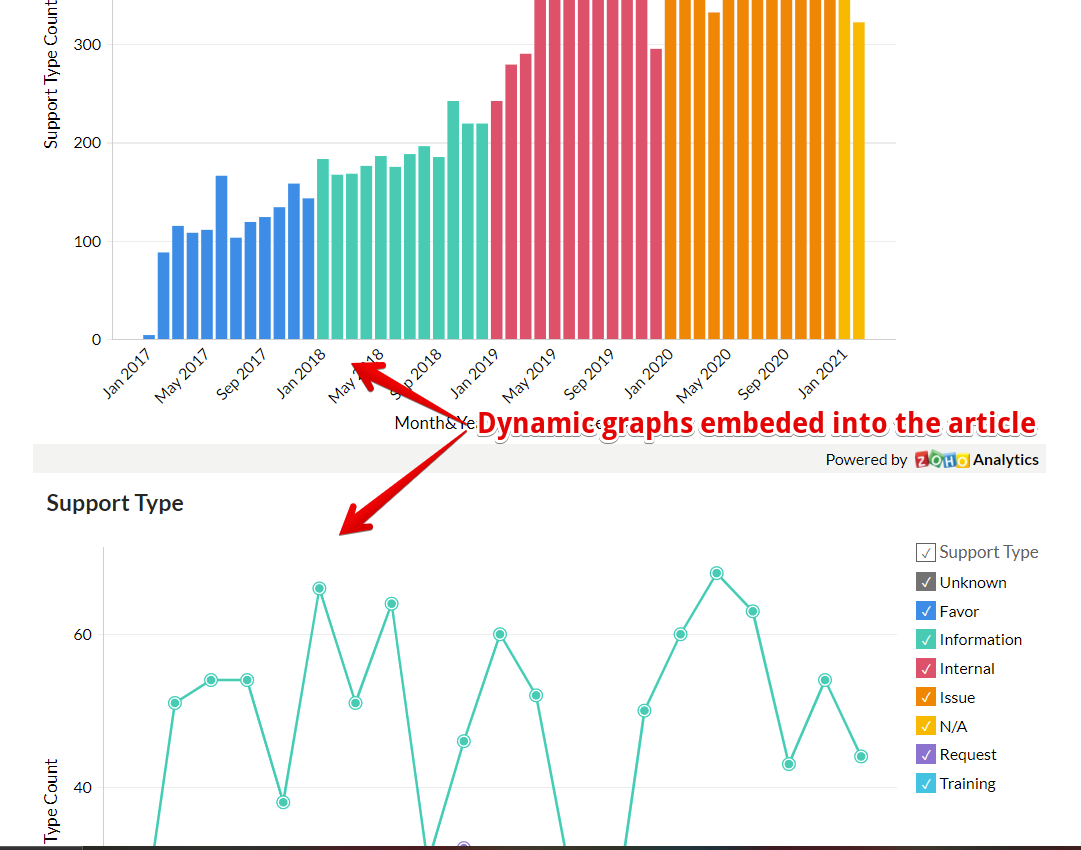 Support Type Count
300
200
100
0
Jan 2017
May 2017
Sep 2017
Jan 2018
May 2018
Sep 2018
Jan 2019
May 2019
Sep 2019
Jan 2020
May 2020
Sep 2020
Jan 2021
Month&
Dynamic graphs embeded into the article
Powered by ZOHO Analytics
Support Type
Support Type
Unknown
Favor
Information
Internal
Issue
N/A
Request
Training
60
40
Type Count